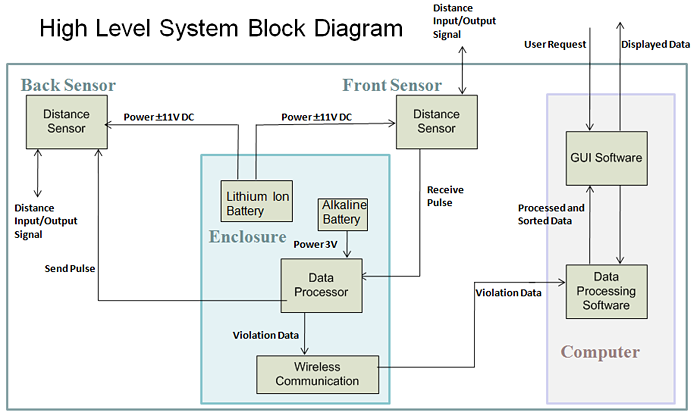 High Level System Block Diagram
Distance
Input/Output
Signal
User Request
Displayed Data
Back Sensor
Front Sensor
Distance
Sensor
Power ±11V DC
Power ±11V DC
Distance
Sensor
GUI Software
Distance
Input/Output
Signal
Lithium Ion
Battery
Alkaline
Battery
Receive
Pulse
Enclosure
Power 3V
Processed and
Sorted Data
Send Pulse
Data
Processor
Violation Data
Data
Processing
Software
Violation Data
Wireless
Communication
Computer